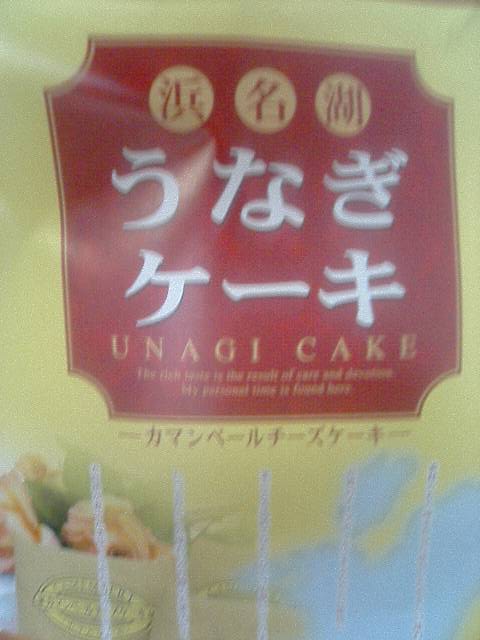 浜名湖
うなぎ
ケーキ
UNAGI CAKE
The rich taste is the result of care and devotion.
My personal time is found here
カマンベールチーズケーキ